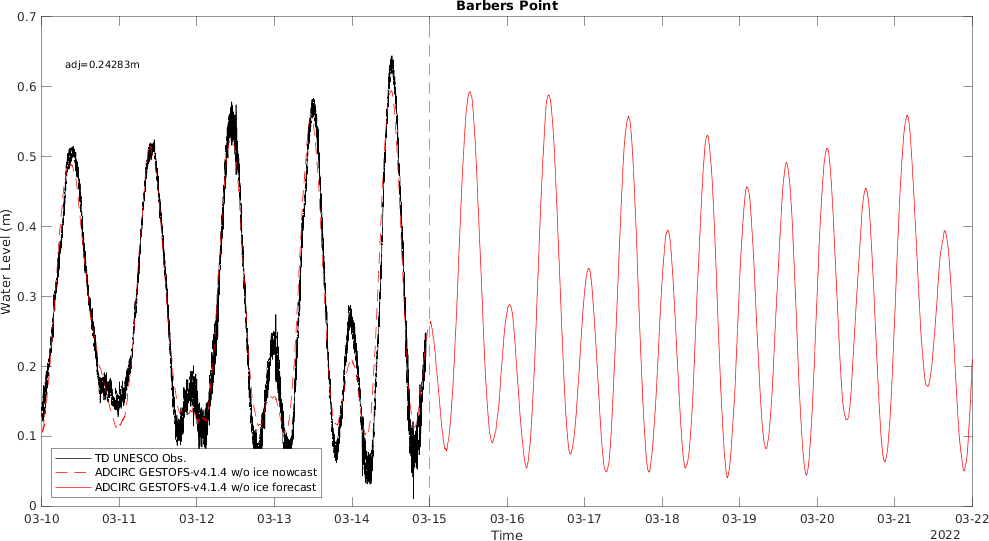 Barbers Point
0.7
adj=0.24283m
0.6
0.5
0.4
0.3
0.2
0.1
0
Water Level (m)
TD UNESCO Obs.
ADCIRC GESTOFS-v4.1.4 w/o ice nowcast
ADCIRC GESTOFS-v4.1.4 w/o ice forecast
03-10 03-11 03-12 03-13 03-14 03-15 03-16 03-17 03-18 03-19 03-20 03-21 03-22
Time
2022